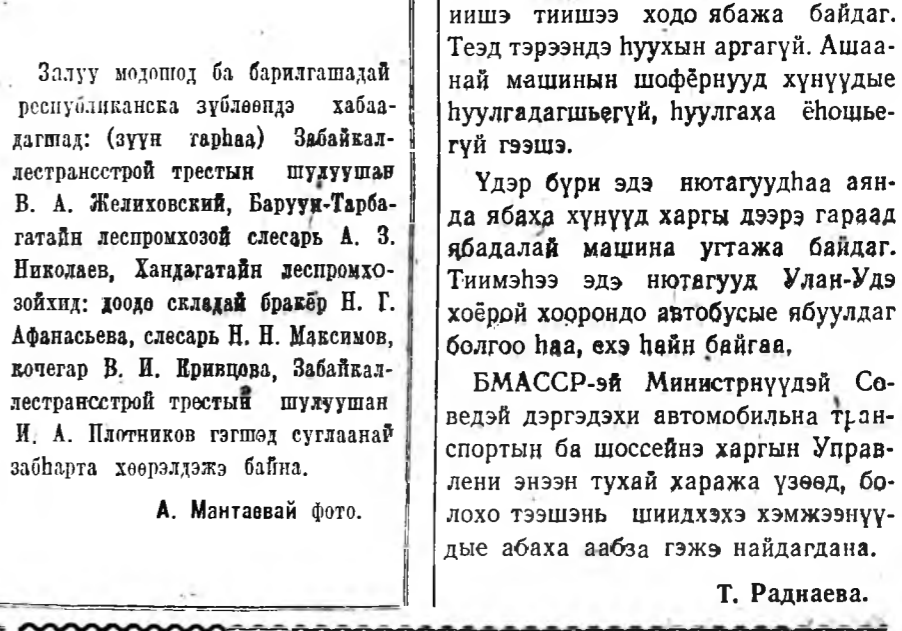 Залуу модошод ба барилгашадай
республиканска зүблөөндэ хабаа-
дагшад: (зүүн гарһаа) Забайкал-
лестрансстрой трестын шулуушан
В. А. Желиховский, Баруун-Тарба-
гатайн леспромхозой слесарь А. З.
Николаев, Хандагатайн леспромхо-
зойхид: доодо складай бракёр Н. Г.
Афанасьева, слесарь Н. Н. Максимов,
кочегар В. И. Кривцова, Забайкал-
лестрансстрой трестый шулуушан
И. А. Плотников гэгшэд суглаанай
забһарта хөөрэлдэжэ байна.
А. Мантаевай фото.
иишэ тиишээ ходо ябажа байдаг.
Теэд тэрээндэ һуухын аргагүй. Ашаа-
най машинын шофёрнууд хүнүүдые
һуулгадагшьегүй, һуулгаха ёһошье-
гүй гээшэ.
Үдэр бүри эдэ нютагуудһаа аян-
да ябаха хүнүүд харгы дээрэ гараад
ябадалай машина угтажа байдаг.
Тиимэһээ эдэ нютагууд Улан-Удэ
хоёрой хоорондо автобусые ябуулдаг
болгоо һаа, ехэ һайн байгаа,
БМАССР-эй Министрнүүдэй Со-
ведэй дэргэдэхи автомобильна тран-
спортын ба шоссейнэ харгын Управ-
лени энээн тухай хаража үзөөд, бо-
лохо тээшэнь шиидхэхэ хэмжээнүү-
дые абаха аабза гэжэ найдагдана.
Т. Раднаева.